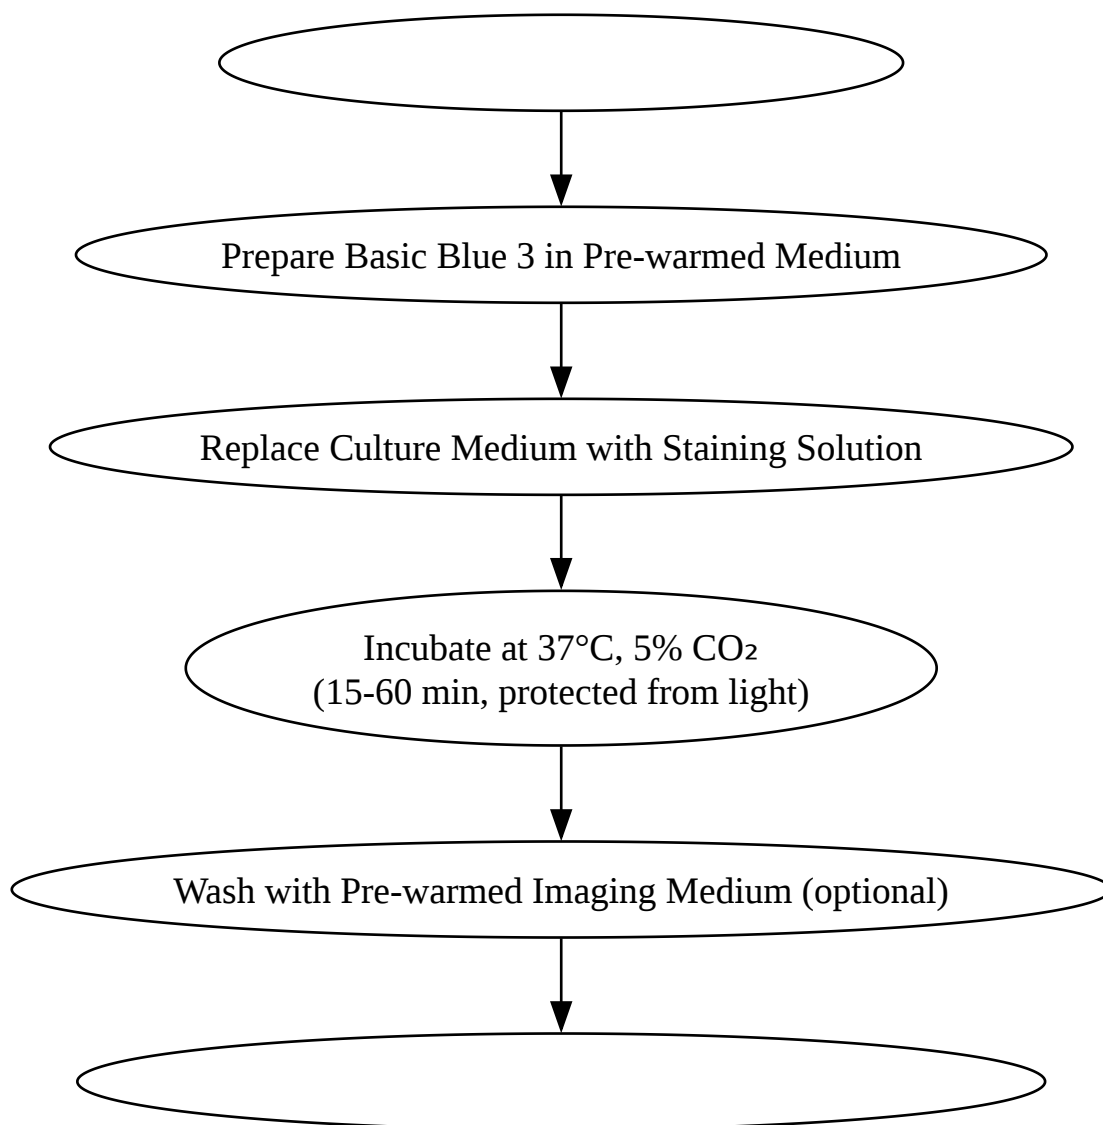 Prepare Basic Blue 3 in Pre-warmed Medium
Replace Culture Medium with Staining Solution
Incubate at 37°C, 5% CO₂
(15-60 min, protected from light)
Wash with Pre-warmed Imaging Medium (optional)